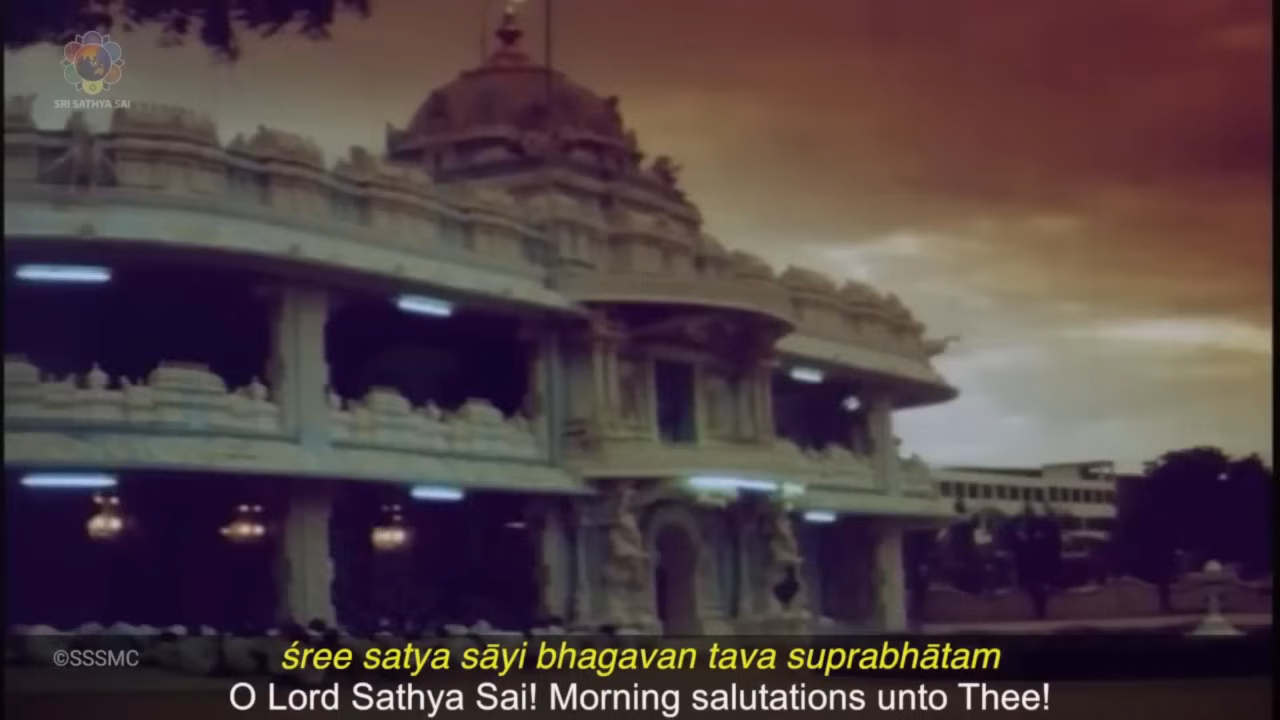 SRI SATHYA SAI
©SSSMC
śree satya sāyi bhagavan tava suprabhātam
O Lord Sathya Sai! Morning salutations unto Thee!